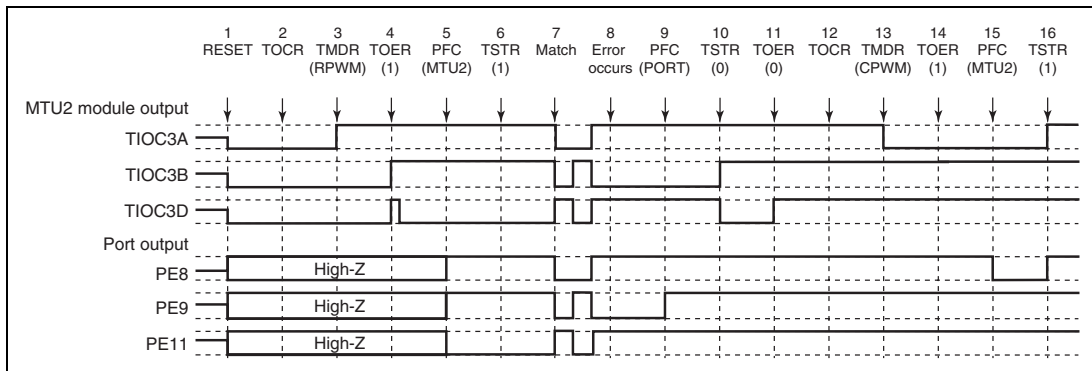 1 2 3 4 5 6 7 8 9 10 11 12 13 14 15 16
RESET TOCR TMDR TOER PFC TSTR Match Error PFC TSTR TOER TOCR TMDR TOER PFC TSTR
(RPWM) (1) (MTU2) (1) occurs (PORT) (0) (0) (CPWM) (1) (MTU2) (1)
MTU2 module output
TIOC3A
TIOC3B
TIOC3D
Port output
PE8 High-Z
PE9 High-Z
PE11 High-Z